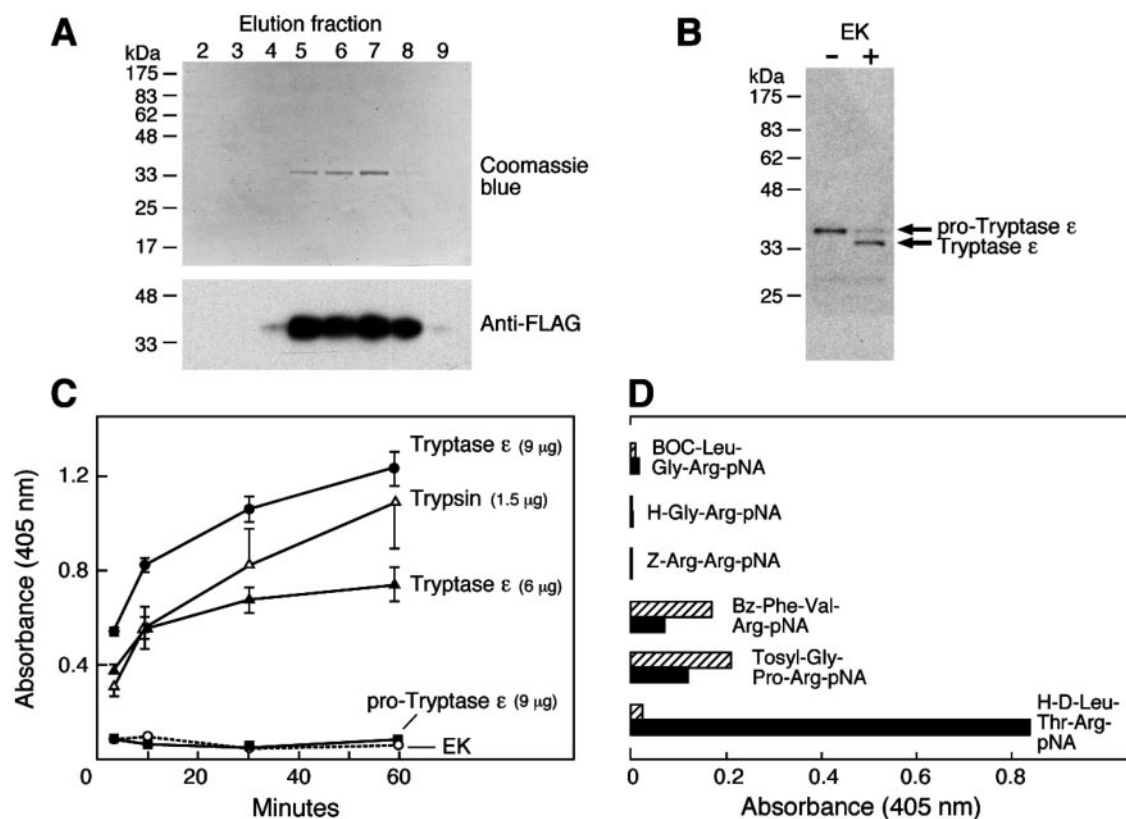 A
Elution fraction
kDa 2 3 4 5 6 7 8 9
175
83
62
48
33
25
17
Coomassie
blue
48
33
Anti-FLAG
B
EK
kDa - +
175
83
62
48
33
25
pro-Tryptase ε
Tryptase ε
C
Absorbance (405 nm)
1.2
0.8
0.4
0 20 40 60
Minutes
Tryptase ε (9 µg)
Trypsin (1.5 µg)
Tryptase ε (6 µg)
pro-Tryptase ε (9 µg)
EK
D
BOC-Leu-
Gly-Arg-pNA
H-Gly-Arg-pNA
Z-Arg-Arg-pNA
Bz-Phe-Val-
Arg-pNA
Tosyl-Gly-
Pro-Arg-pNA
H-D-Leu-
Thr-Arg-
pNA
0 0.2 0.4 0.6 0.8
Absorbance (405 nm)